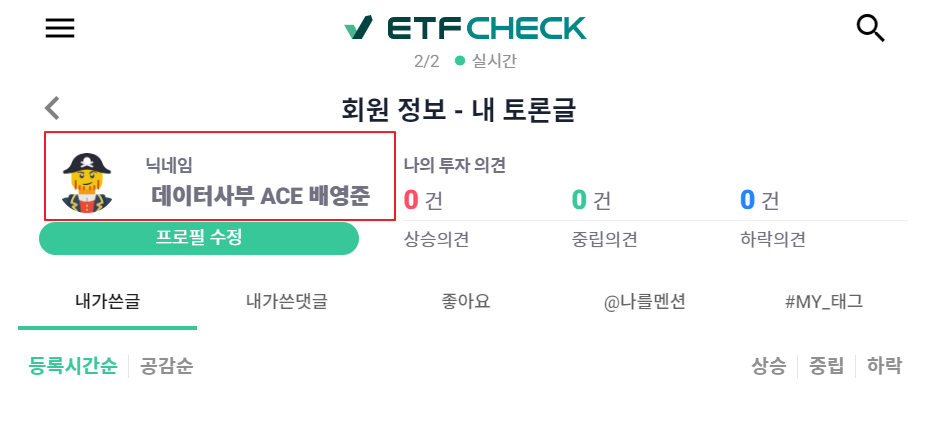 ETFCHECK
2/2 실시간
회원 정보 - 내 토론글
닉네임
데이터사부 ACE 배영준
프로필 수정
나의 투자 의견
0 건 0 건 0 건
상승의견 중립의견 하락의견
내가쓴글 내가쓴댓글 좋아요 @나를멘션 #MY_태그
등록시간순 공감순 상승 중립 하락